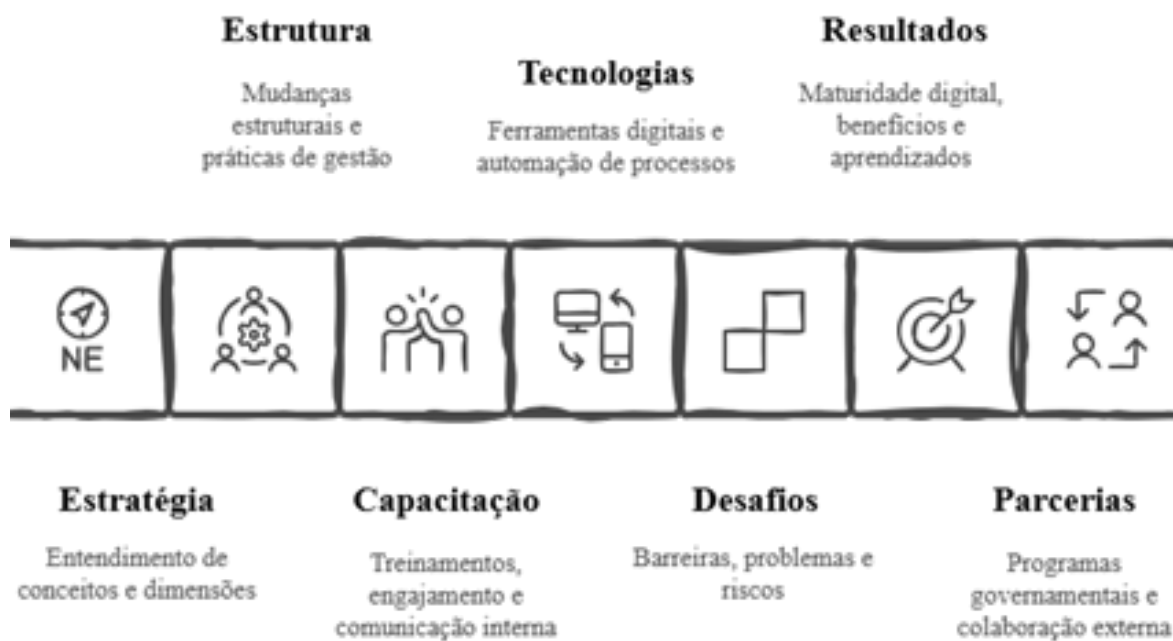 Estrutura
Mudanças
estruturais e
práticas de gestão
Tecnologias
Ferramentas digitais e
automação de processos
Resultados
Maturidade digital,
benefícios e
aprendizados
NE
Estratégia
Entendimento de
conceitos e dimensões
Capacitação
Treinamentos,
engajamento e
comunicação interna
Desafios
Barreiras, problemas e
riscos
Parcerias
Programas
governamentais e
colaboração externa